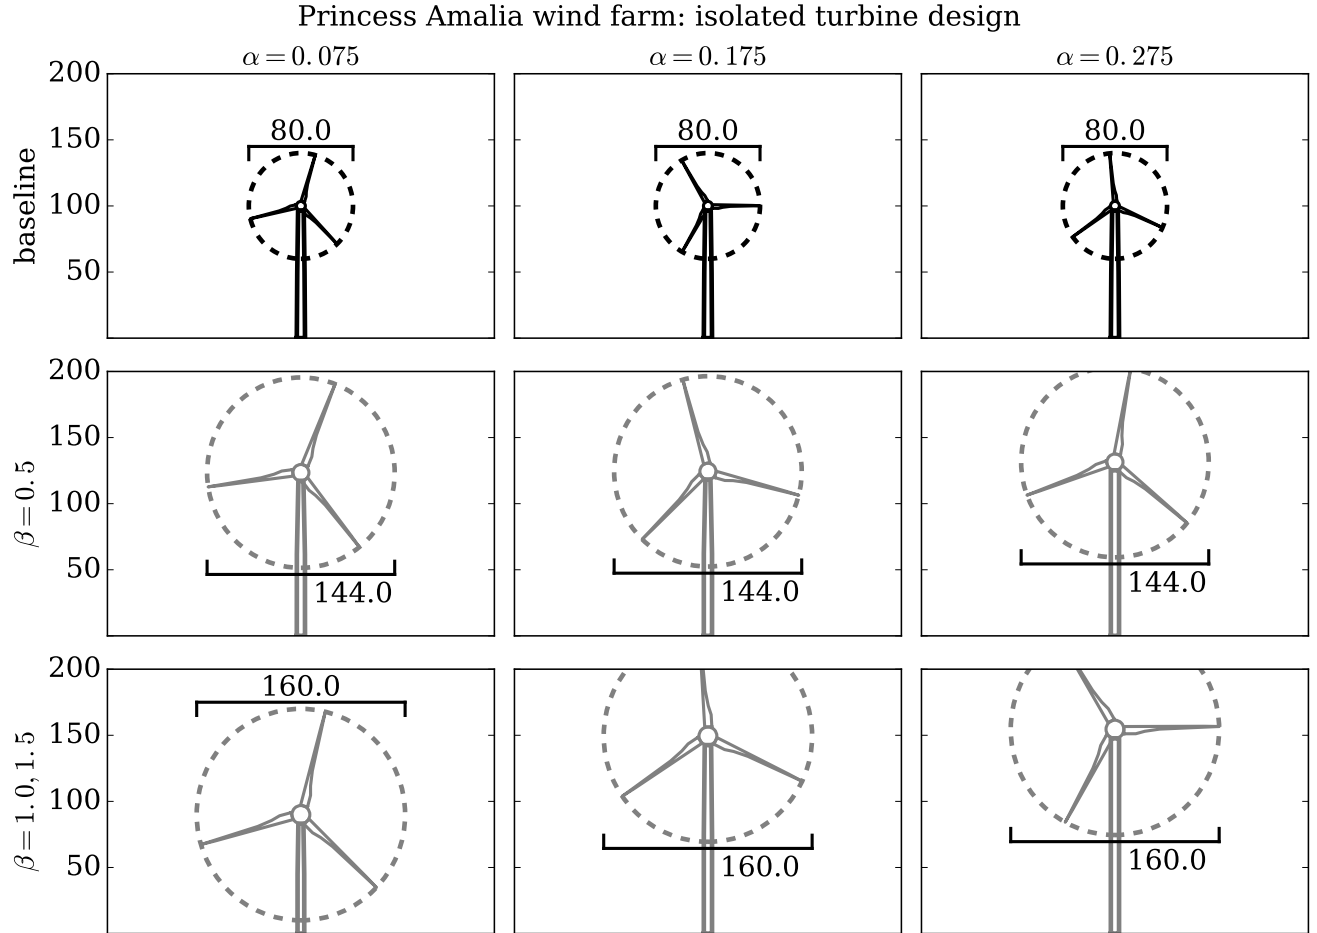 Princess Amalia wind farm: isolated turbine design
α=0.075 α=0.175 α=0.275
200
150
100
50
baseline
80.0 80.0 80.0
200
150
100
50
β=0.5
144.0 144.0 144.0
200
150
100
50
β=1.0,1.5
160.0 160.0 160.0